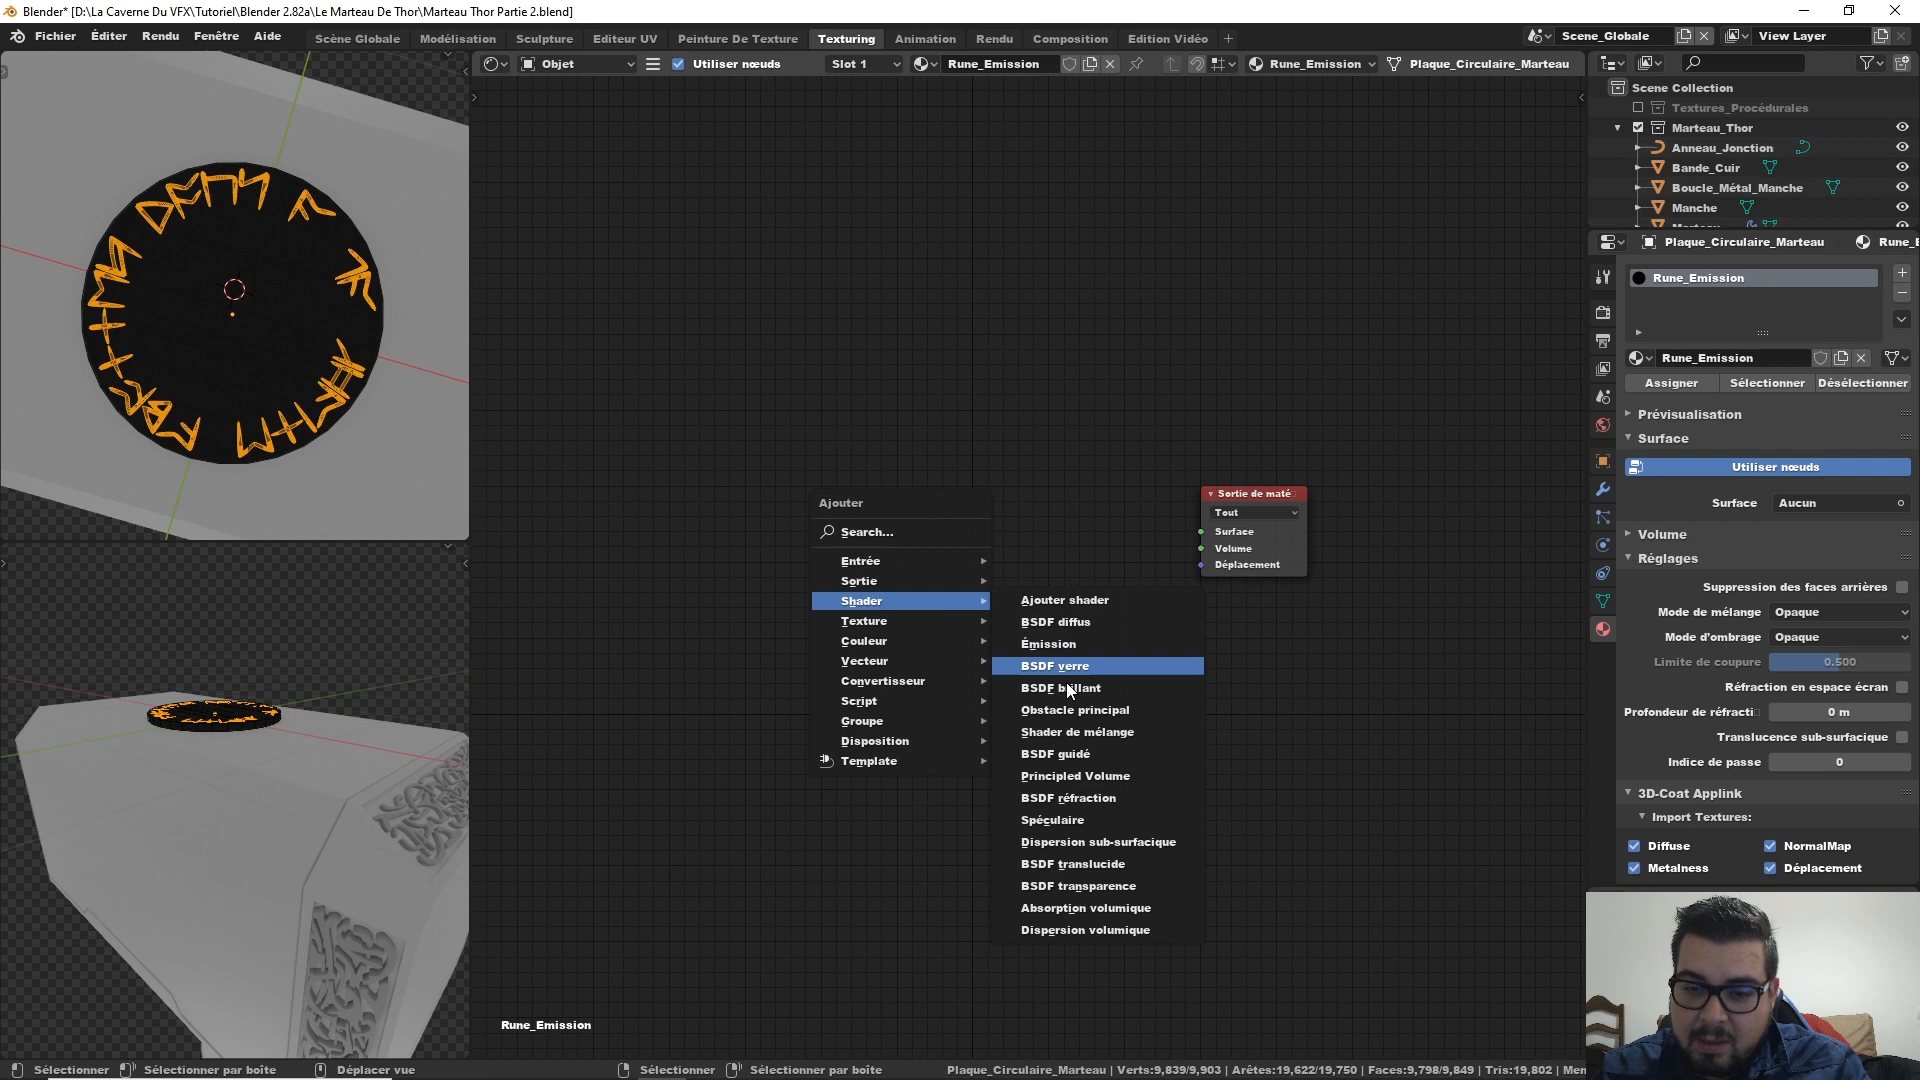 Blender* [D:\La Caverne Du VFX\Tutoriel\Blender 2.82a\Le Marteau De Thor\Marteau Thor Partie 2.blend]
Fichier Éditer Rendu Fenêtre Aide Scène Globale Modélisation Sculpture Editeur UV Peinture De Texture Texturing Animation Rendu Composition Edition Vidéo + Scene_Globale View Layer
Objet Utiliser nœuds Slot 1 Rune_Emission Rune_Emission Plaque_Circulaire_Marteau
Scene Collection
Textures_Procédurales
Marteau_Thor
Anneau_Jonction
Bande_Cuir
Boucle_Métal_Manche
Manche
Plaque_Circulaire_Marteau Rune_E
Rune_Emission
Rune_Emission
Assigner Sélectionner Désélectionner
Prévisualisation
Surface
Utiliser nœuds
Surface Aucun
Volume
Réglages
Suppression des faces arrières
Mode de mélange Opaque
Mode d'ombrage Opaque
Limite de coupure 0.500
Réfraction en espace écran
Profondeur de réfracti 0 m
Translucence sub-surfacique
Indice de passe 0
3D-Coat Applink
Import Textures:
Diffuse NormalMap
Metalness Déplacement
Ajouter
Search...
Entrée
Sortie
Shader
Texture
Couleur
Vecteur
Convertisseur
Script
Groupe
Disposition
Template
Ajouter shader
BSDF diffus
Émission
BSDF verre
BSDF brillant
Obstacle principal
Shader de mélange
BSDF guidé
Principled Volume
BSDF réfraction
Spéculaire
Dispersion sub-surfacique
BSDF translucide
BSDF transparence
Absorption volumique
Dispersion volumique
Sortie de maté
Tout
Surface
Volume
Déplacement
Rune_Emission
Sélectionner Sélectionner par boîte Déplacer vue Sélectionner Sélectionner par boîte Plaque_Circulaire_Marteau | Verts:9,839/9,903 | Arêtes:19,622/19,750 | Faces:9,798/9,849 | Tris:19,802 | Men